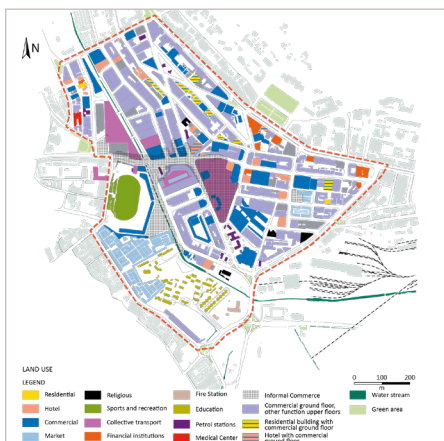 N
LAND USE
LEGEND
Residential
Hotel
Commercial
Market
Religious
Sports and recreation
Collective transport
Financial institutions
Fire Station
Education
Petrol stations
Medical Center
Informal Commerce
Commercial ground floor,
other function upper floors
Residential building with
commercial ground floor
Hotel with commercial
ground floor
Water stream
Green area
0 100 200
m